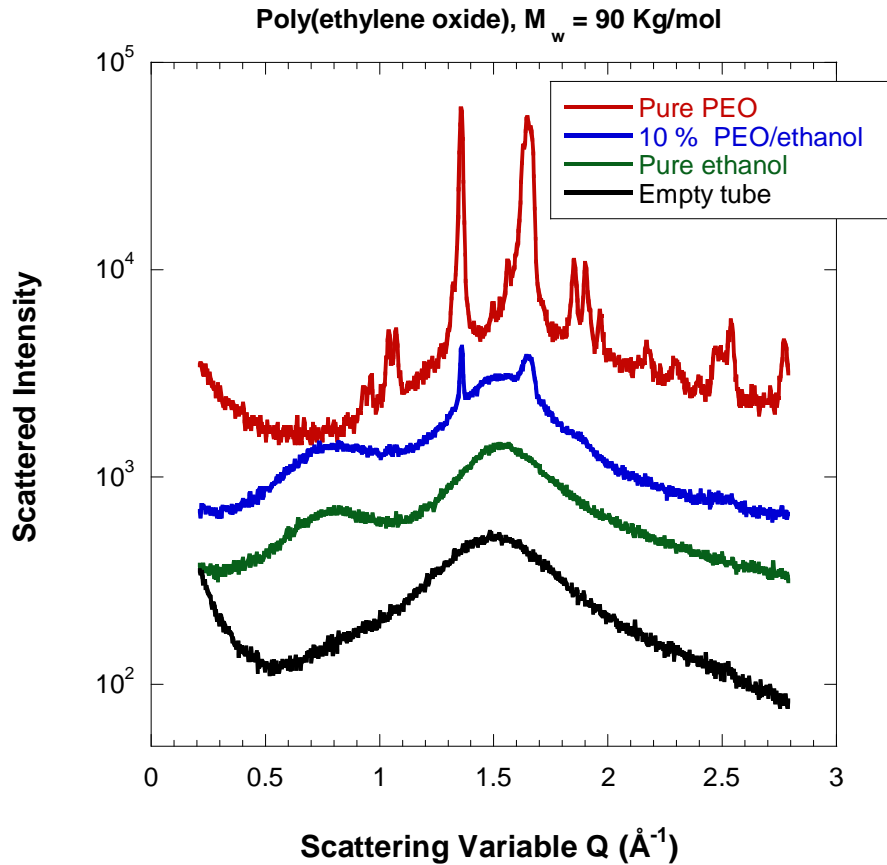 Poly(ethylene oxide), M w = 90 Kg/mol
10^5
Pure PEO
10 % PEO/ethanol
Pure ethanol
Empty tube
10^4
10^3
10^2
Scattered Intensity
0 0.5 1 1.5 2 2.5 3
Scattering Variable Q (Å^-1)